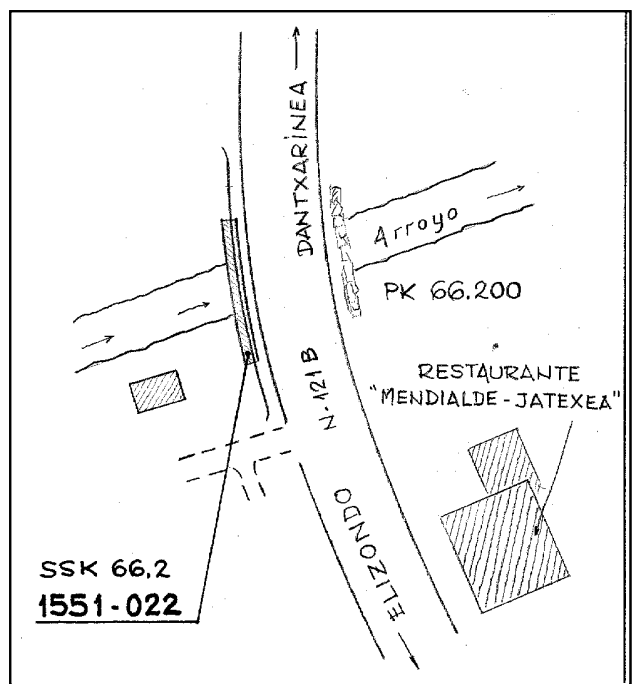 DANTXARINEA
Arroyo
PK 66.200
N-121 B
RESTAURANTE
"MENDIALDE-JATEXEA"
ELIZONDO
SSK 66,2
1551-022